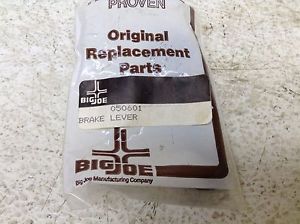 PROVEN
Original
Replacement
Parts
BIG JOE
050601
BRAKE LEVER
BIG JOE
Big Joe Manufacturing Company